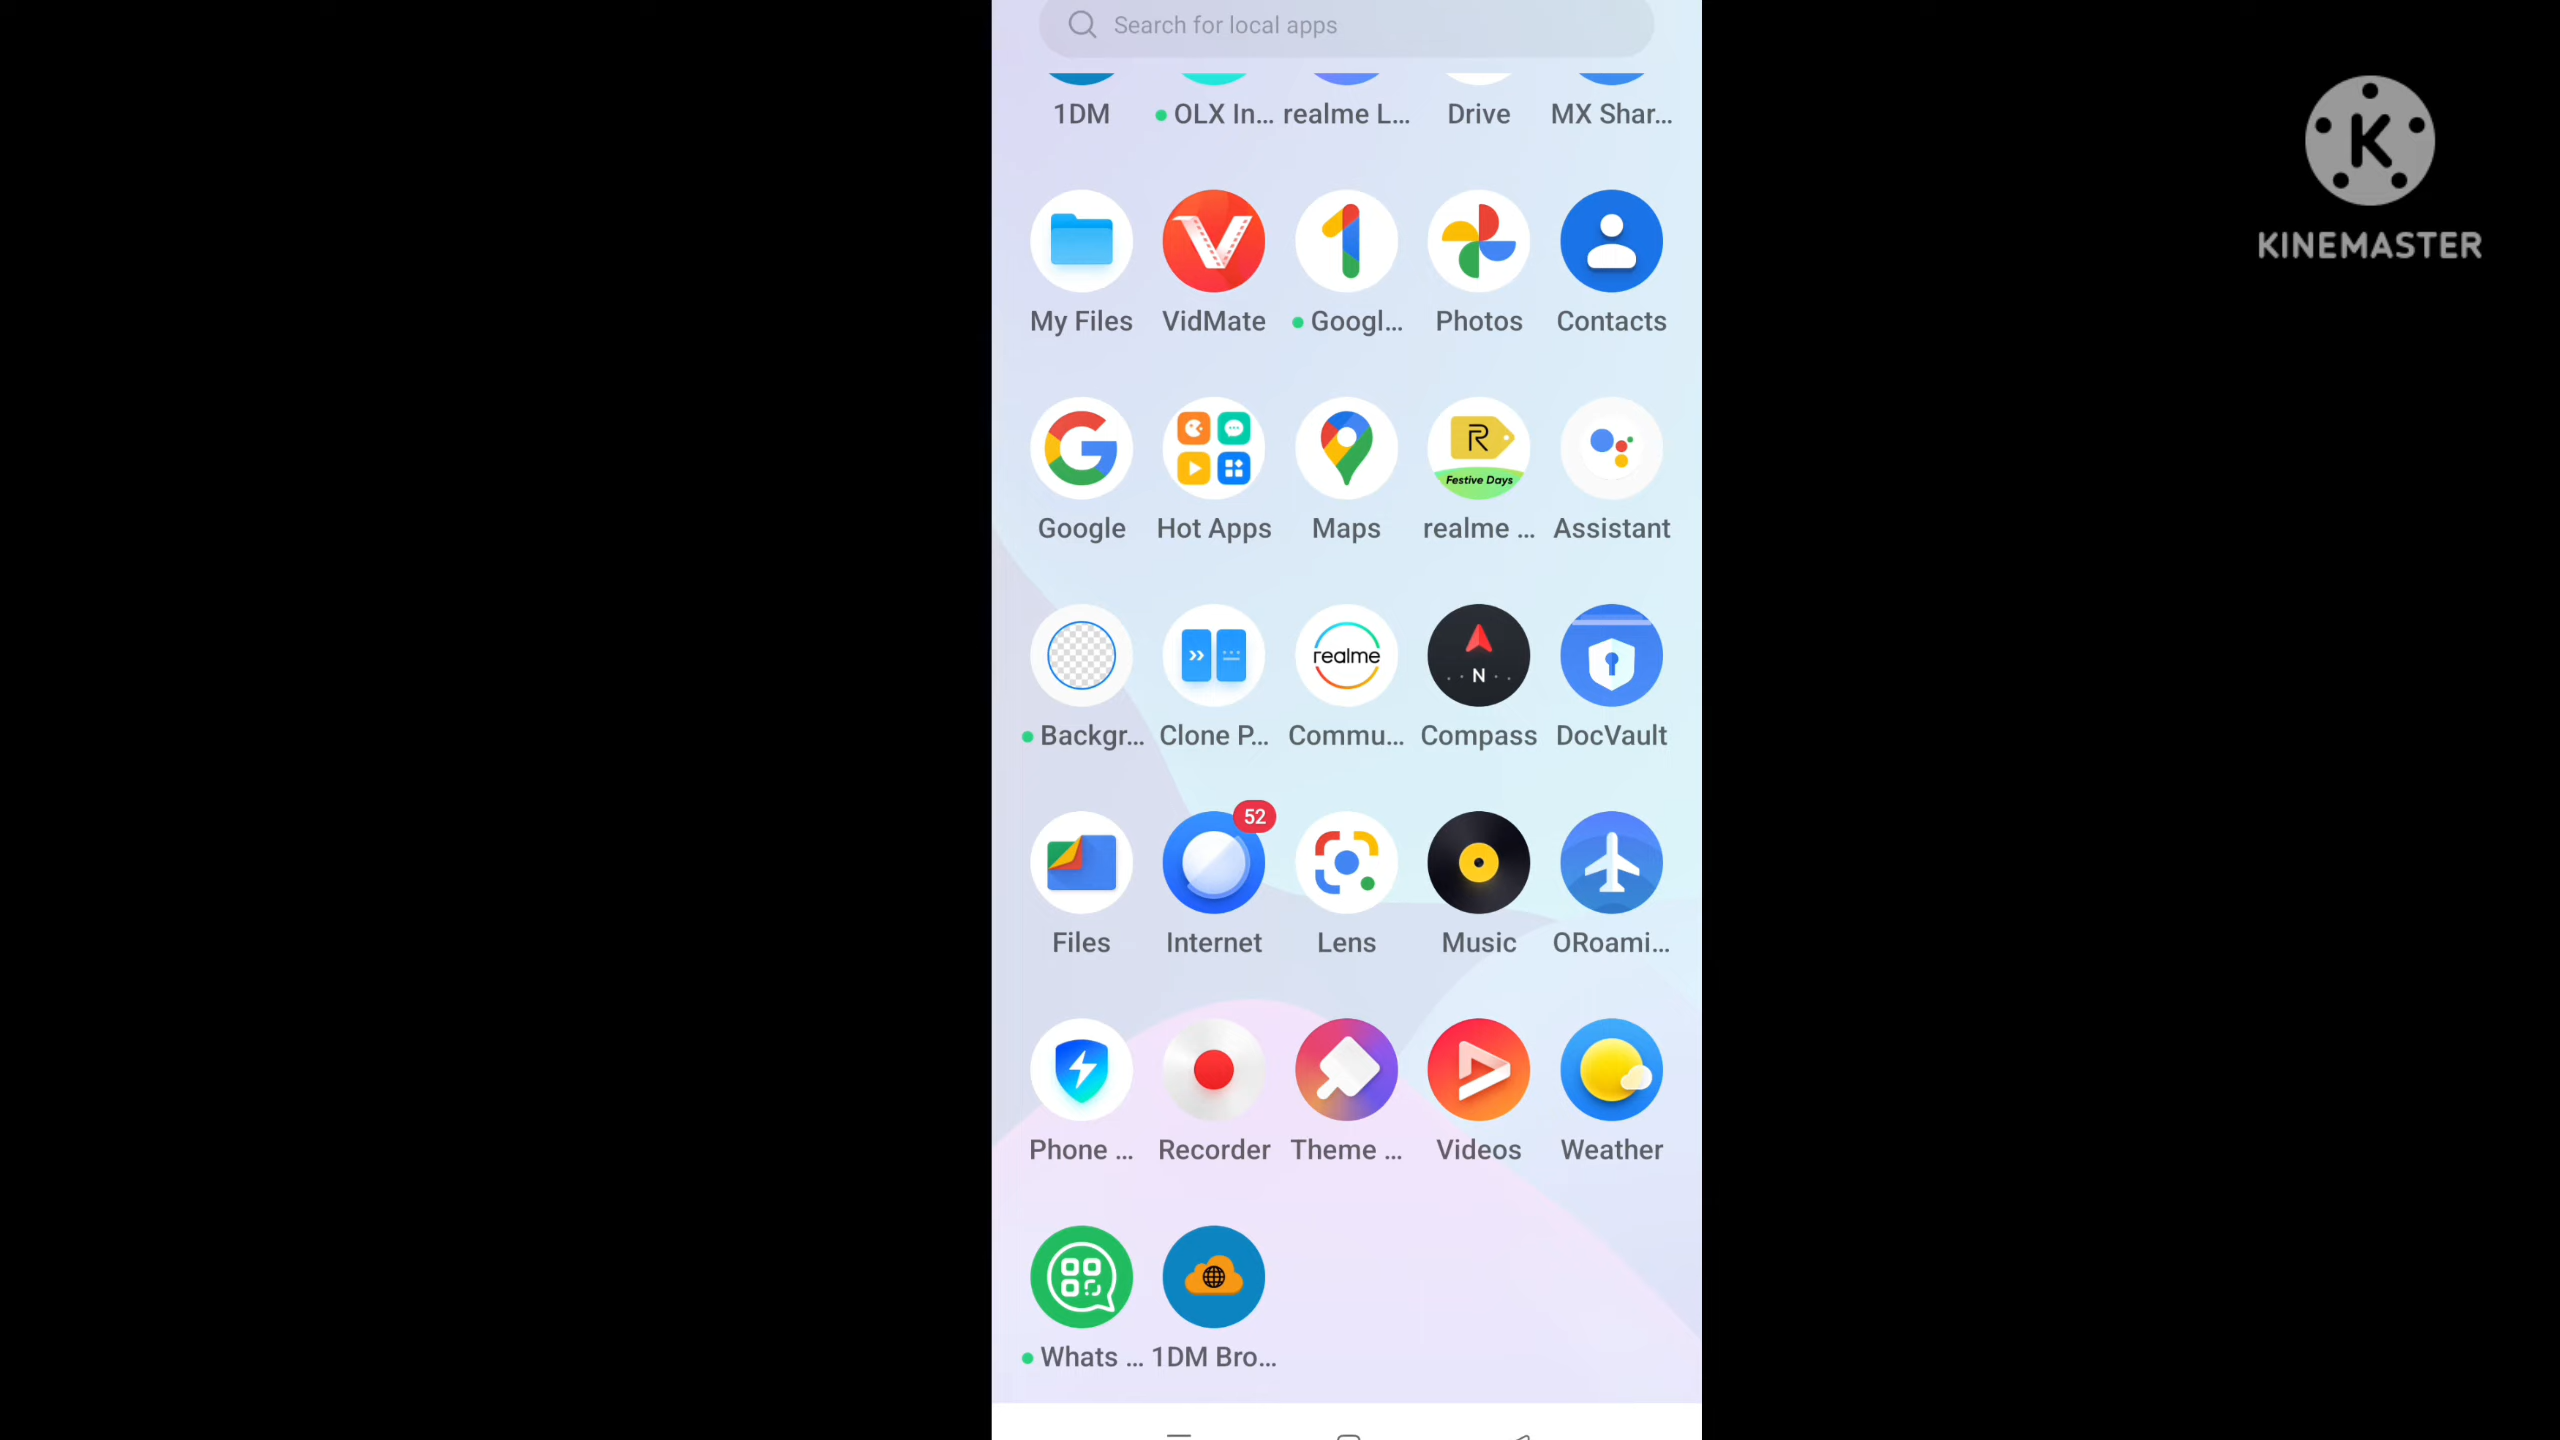 Search for local apps
1DM
OLX In...
realme L...
Drive
MX Shar...
K
KINEMASTER
My Files
VidMate
Googl...
Photos
Contacts
Festive Days
Google
Hot Apps
Maps
realme ...
Assistant
realme
N
Backgr...
Clone P...
Commu...
Compass
DocVault
52
Files
Internet
Lens
Music
ORoami...
Phone ...
Recorder
Theme ...
Videos
Weather
Whats ...
1DM Bro...